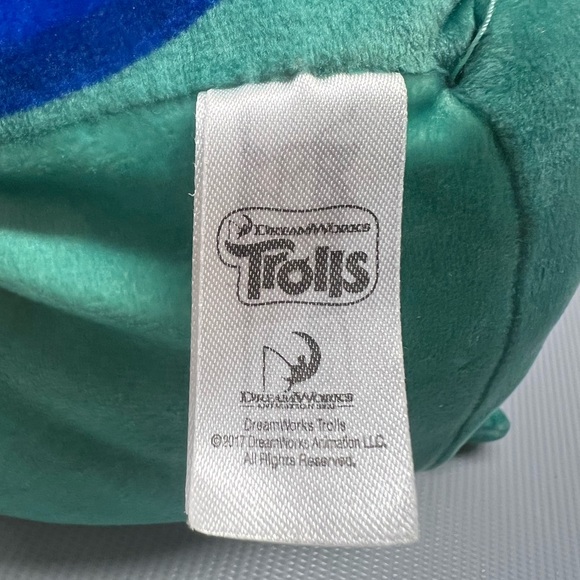 DREAMWORKS
Trolls
DREAMWORKS
ANIMATION SKG
DreamWorks Trolls
©2017 DreamWorks Animation LLC.
All Rights Reserved.